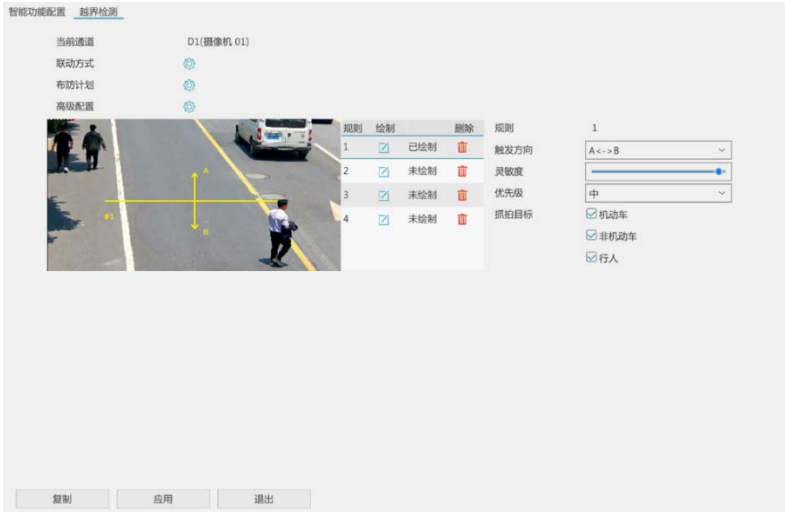 智能功能配置 越界检测
当前通道 D1(摄像机 01)
联动方式
布防计划
高级配置
A
#1
B
规则 绘制 删除
1 已绘制
2 未绘制
3 未绘制
4 未绘制
规则 1
触发方向 A<->B
灵敏度
优先级 中
抓拍目标 机动车
非机动车
行人
复制 应用 退出